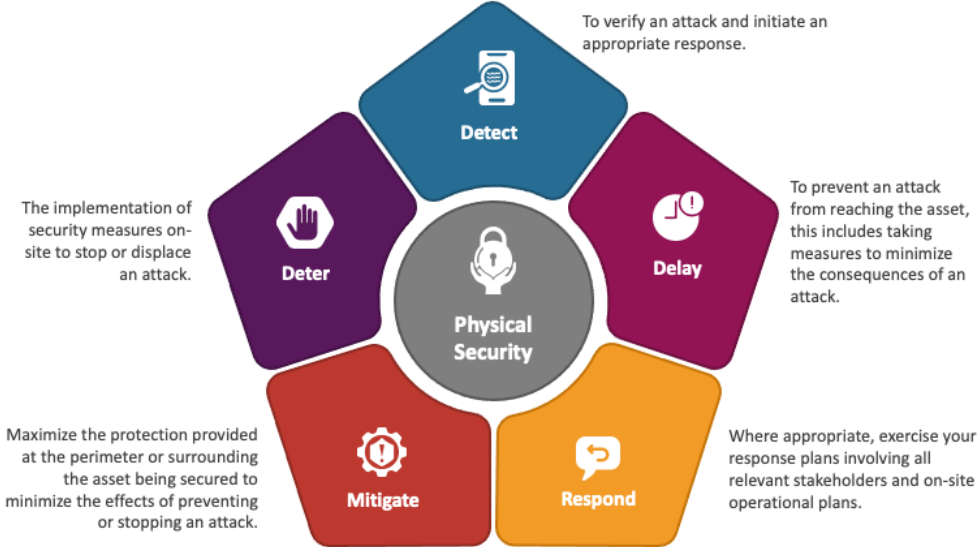 To verify an attack and initiate an
appropriate response.
Detect
The implementation of
security measures on-
site to stop or displace
an attack.
Deter
To prevent an attack
from reaching the asset,
this includes taking
measures to minimize
the consequences of an
attack.
Delay
Physical
Security
Maximize the protection provided
at the perimeter or surrounding
the asset being secured to
minimize the effects of preventing
or stopping an attack.
Mitigate
Respond
Where appropriate, exercise your
response plans involving all
relevant stakeholders and on-site
operational plans.